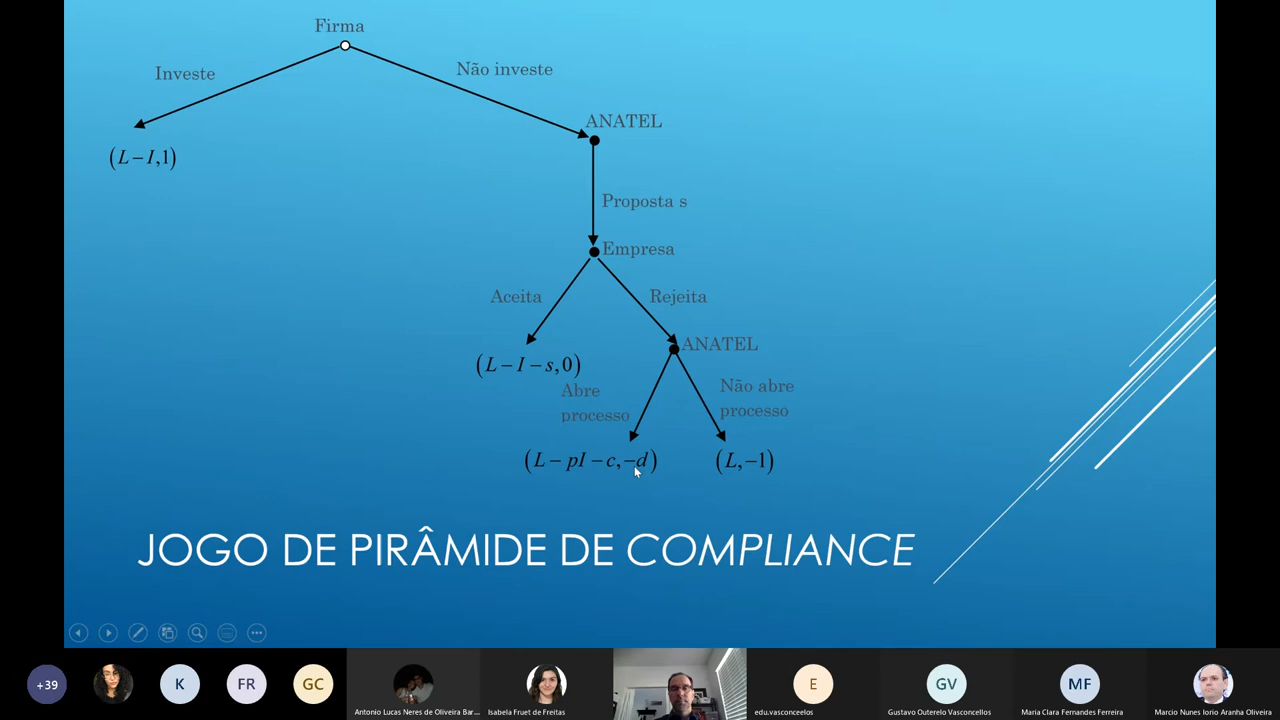 Firma
Investe
Não investe
ANATEL
(L−I,1)
Proposta s
Empresa
Aceita
Rejeita
ANATEL
(L−I−s,0)
Abre
processo
Não abre
processo
(L−pI−c,−d)
(L,−1)
JOGO DE PIRÂMIDE DE COMPLIANCE
+39
K
FR
GC
Antonio Lucas Neres de Oliveira Bar...
Isabela Fruet de Freitas
E
edu.vasconceelos
GV
Gustavo Outerelo Vasconcellos
MF
Maria Clara Fernandes Ferreira
Marcio Nunes Iorio Aranha Oliveira